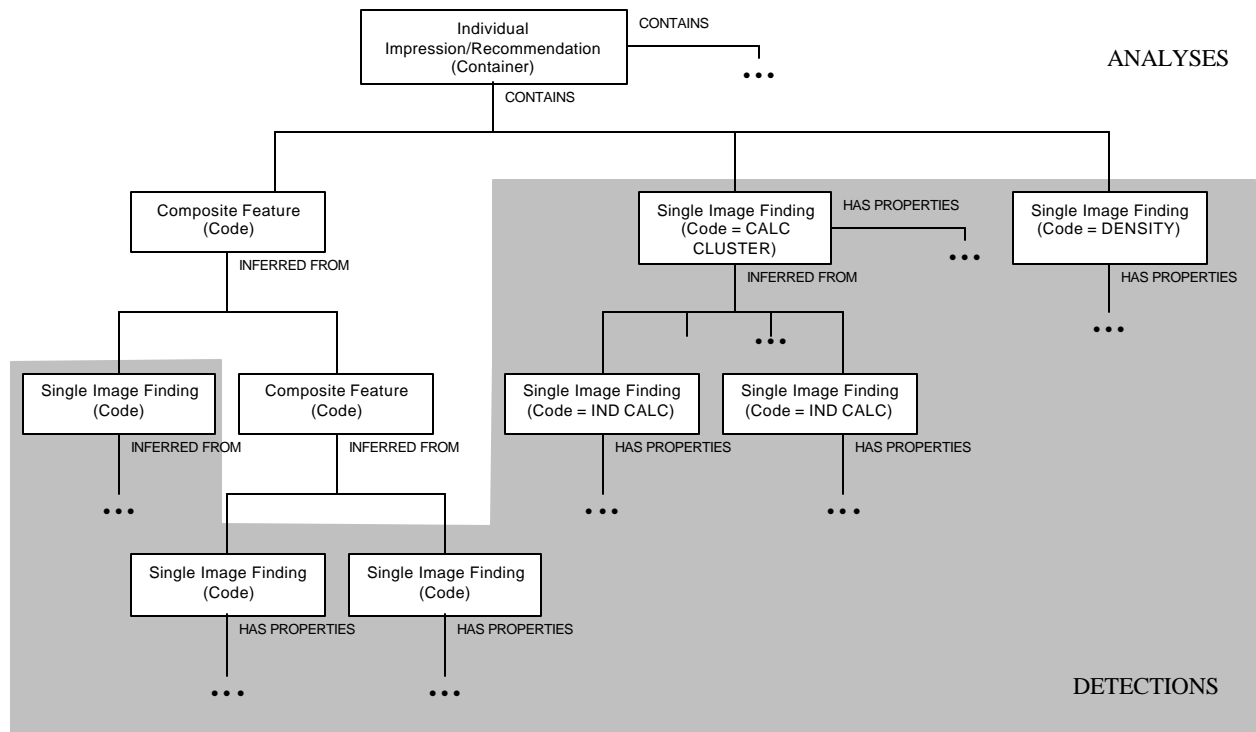 CONTAINS
Individual
Impression/Recommendation
(Container)
ANALYSES
CONTAINS
Composite Feature
(Code)
Single Image Finding
(Code = CALC
CLUSTER)
HAS PROPERTIES
Single Image Finding
(Code = DENSITY)
INFERRED FROM
INFERRED FROM
HAS PROPERTIES
Single Image Finding
(Code)
Composite Feature
(Code)
Single Image Finding
(Code = IND CALC)
Single Image Finding
(Code = IND CALC)
INFERRED FROM
INFERRED FROM
HAS PROPERTIES
HAS PROPERTIES
Single Image Finding
(Code)
Single Image Finding
(Code)
HAS PROPERTIES
HAS PROPERTIES
DETECTIONS